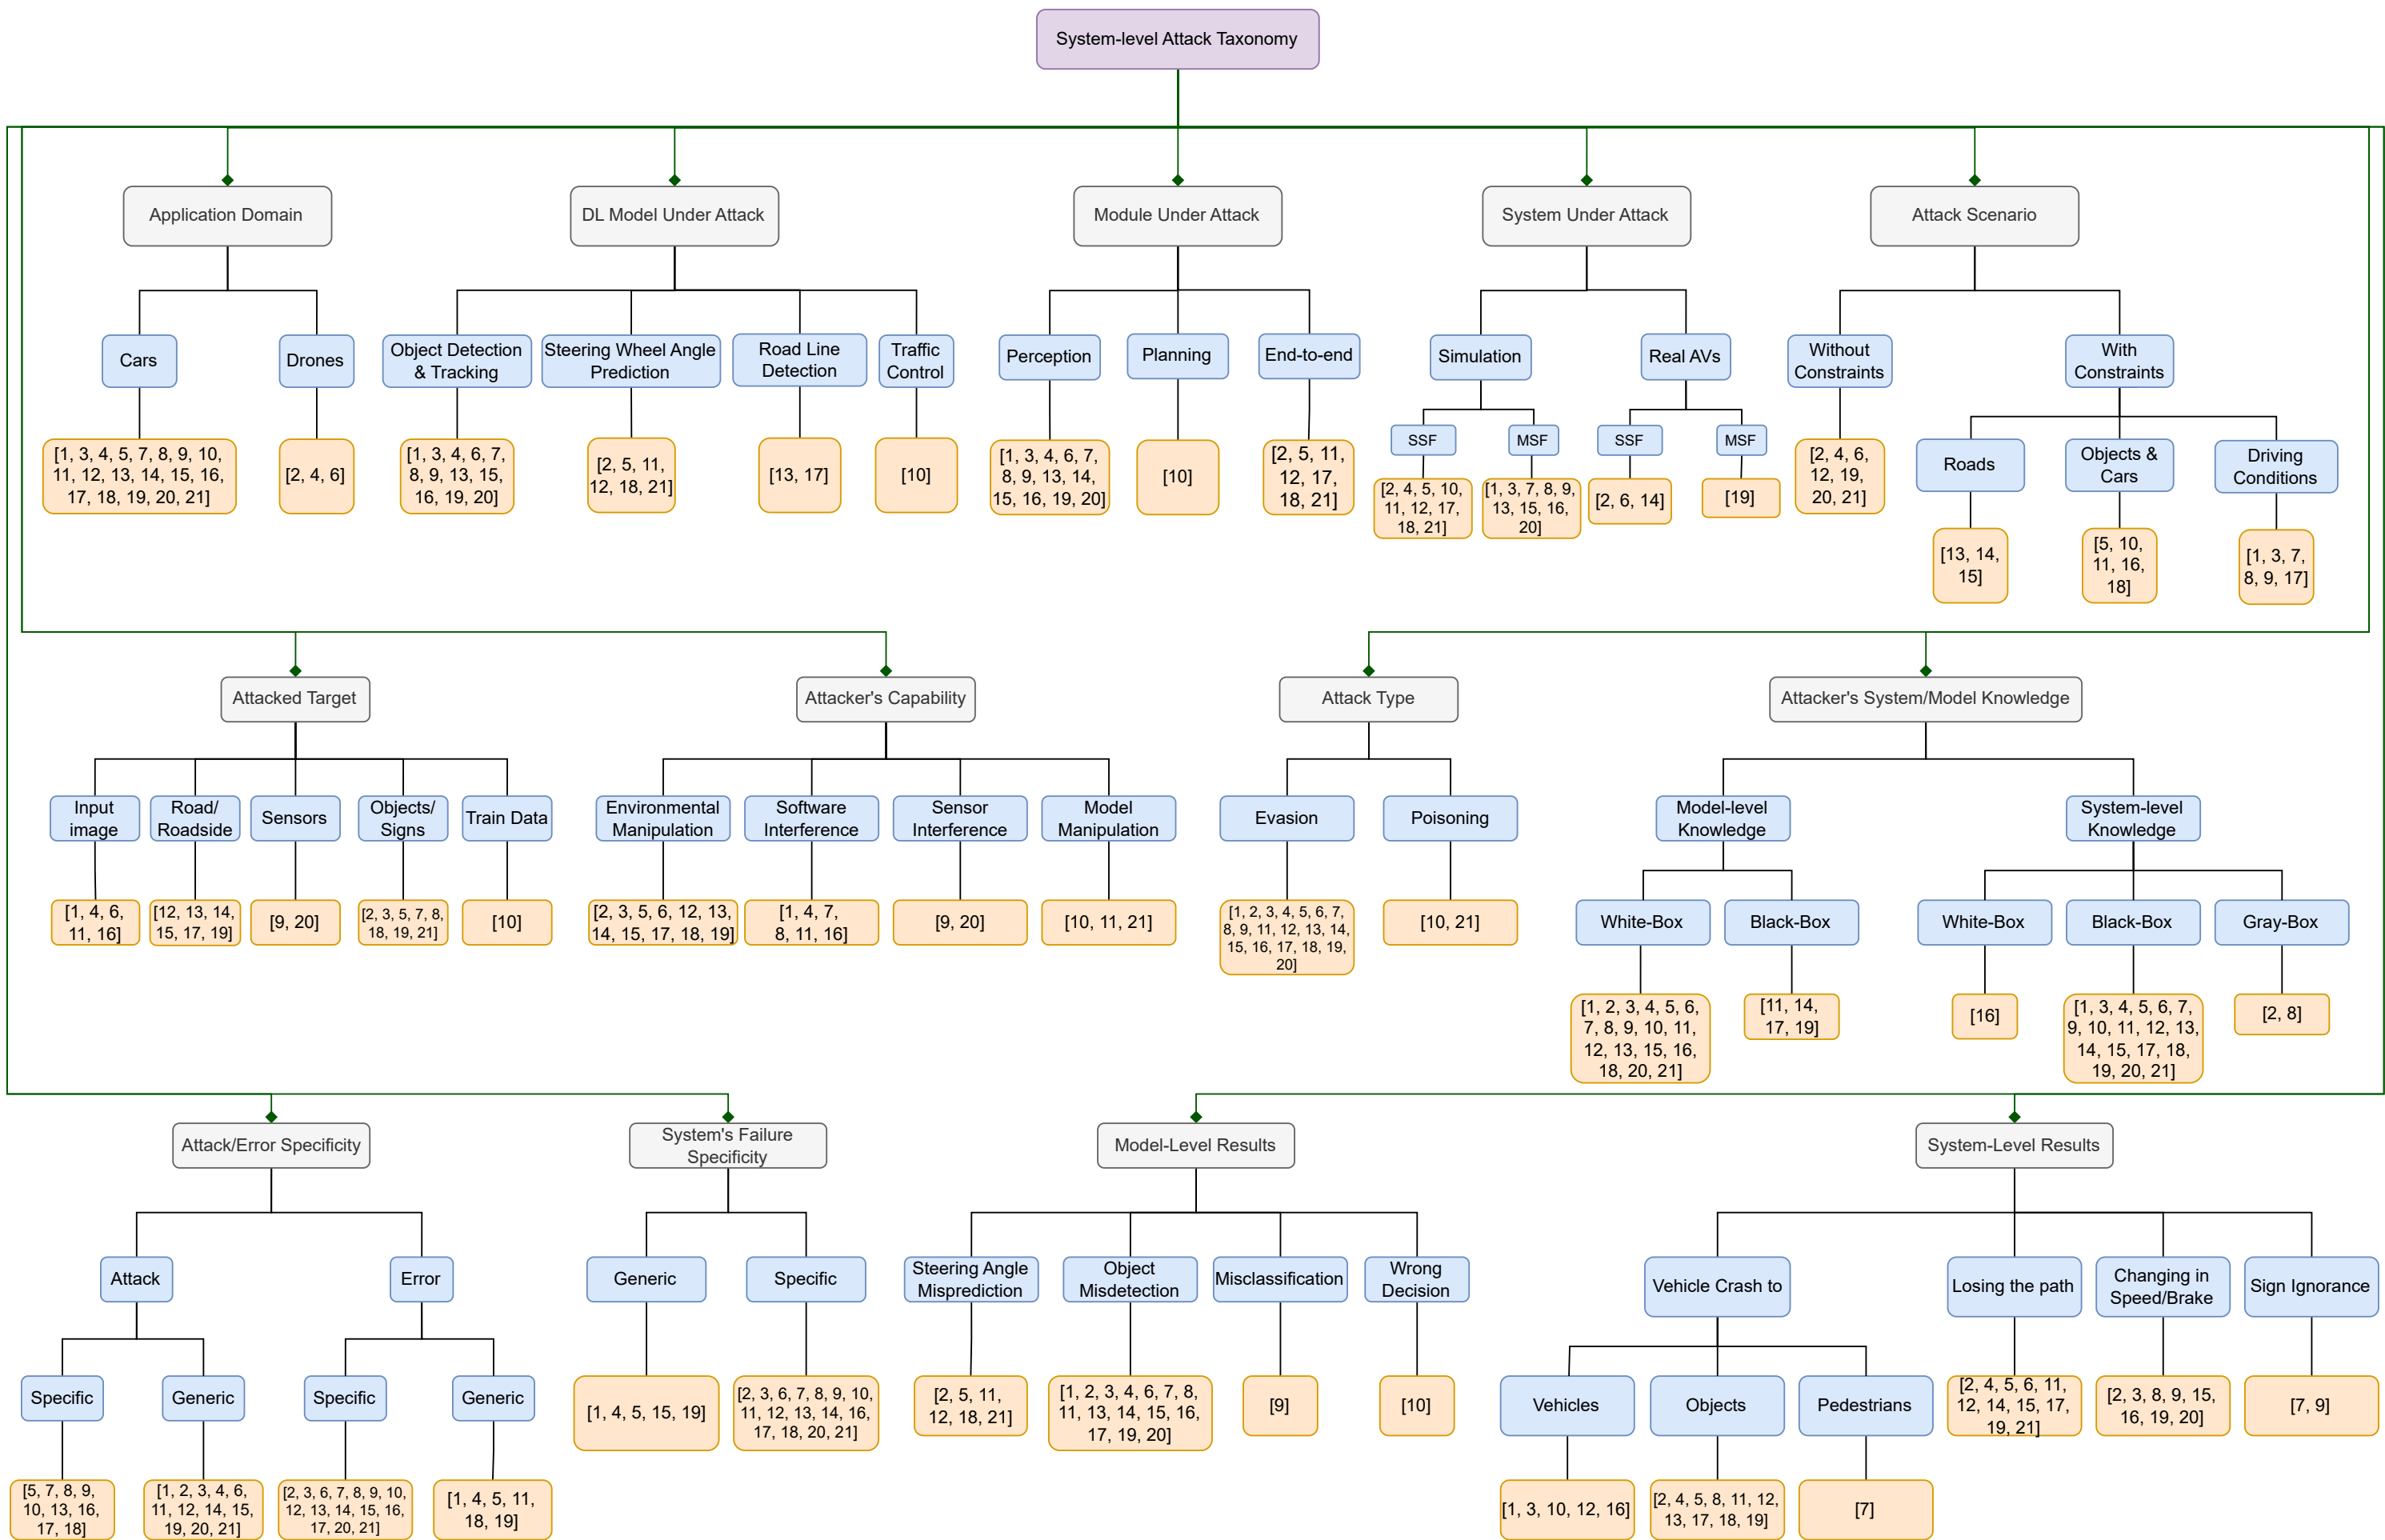 System-level Attack Taxonomy
Application Domain
DL Model Under Attack
Module Under Attack
System Under Attack
Attack Scenario
Cars
Drones
Object Detection
& Tracking
Steering Wheel Angle
Prediction
Road Line
Detection
Traffic
Control
Perception
Planning
End-to-end
Simulation
Real AVs
Without
Constraints
With
Constraints
SSF
MSF
SSF
MSF
Roads
Objects &
Cars
Driving
Conditions
[1, 3, 4, 5, 7, 8, 9, 10,
11, 12, 13, 14, 15, 16,
17, 18, 19, 20, 21]
[2, 4, 6]
[1, 3, 4, 6, 7,
8, 9, 13, 15,
16, 19, 20]
[2, 5, 11,
12, 18, 21]
[13, 17]
[10]
[1, 3, 4, 6, 7,
8, 9, 13, 14,
15, 16, 19, 20]
[10]
[2, 5, 11,
12, 17,
18, 21]
[2, 4, 5, 10,
11, 12, 17,
18, 21]
[1, 3, 7, 8, 9,
13, 15, 16,
20]
[2, 6, 14]
[19]
[2, 4, 6,
12, 19,
20, 21]
[13, 14,
15]
[5, 10,
11, 16,
18]
[1, 3, 7,
8, 9, 17]
Attacked Target
Attacker's Capability
Attack Type
Attacker's System/Model Knowledge
Input
image
Road/
Roadside
Sensors
Objects/
Signs
Train Data
Environmental
Manipulation
Software
Interference
Sensor
Interference
Model
Manipulation
Evasion
Poisoning
Model-level
Knowledge
System-level
Knowledge
[1, 4, 6,
11, 16]
[12, 13, 14,
15, 17, 19]
[9, 20]
[2, 3, 5, 7, 8,
18, 19, 21]
[10]
[2, 3, 5, 6, 12, 13,
14, 15, 17, 18, 19]
[1, 4, 7,
8, 11, 16]
[9, 20]
[10, 11, 21]
[1, 2, 3, 4, 5, 6, 7,
8, 9, 11, 12, 13, 14,
15, 16, 17, 18, 19,
20]
[10, 21]
White-Box
Black-Box
White-Box
Black-Box
Gray-Box
[1, 2, 3, 4, 5, 6,
7, 8, 9, 10, 11,
12, 13, 15, 16,
18, 20, 21]
[11, 14,
17, 19]
[16]
[1, 3, 4, 5, 6, 7,
9, 10, 11, 12, 13,
14, 15, 17, 18,
19, 20, 21]
[2, 8]
Attack/Error Specificity
System's Failure
Specificity
Model-Level Results
System-Level Results
Attack
Error
Generic
Specific
Steering Angle
Misprediction
Object
Misdetection
Misclassification
Wrong
Decision
Vehicle Crash to
Losing the path
Changing in
Speed/Brake
Sign Ignorance
Specific
Generic
Specific
Generic
[1, 4, 5, 15, 19]
[2, 3, 6, 7, 8, 9, 10,
11, 12, 13, 14, 16,
17, 18, 20, 21]
[2, 5, 11,
12, 18, 21]
[1, 2, 3, 4, 6, 7, 8,
11, 13, 14, 15, 16,
17, 19, 20]
[9]
[10]
Vehicles
Objects
Pedestrians
[2, 4, 5, 6, 11,
12, 14, 15, 17,
19, 21]
[2, 3, 8, 9, 15,
16, 19, 20]
[7, 9]
[5, 7, 8, 9,
10, 13, 16,
17, 18]
[1, 2, 3, 4, 6,
11, 12, 14, 15,
19, 20, 21]
[2, 3, 6, 7, 8, 9, 10,
12, 13, 14, 15, 16,
17, 20, 21]
[1, 4, 5, 11,
18, 19]
[1, 3, 10, 12, 16]
[2, 4, 5, 8, 11, 12,
13, 17, 18, 19]
[7]